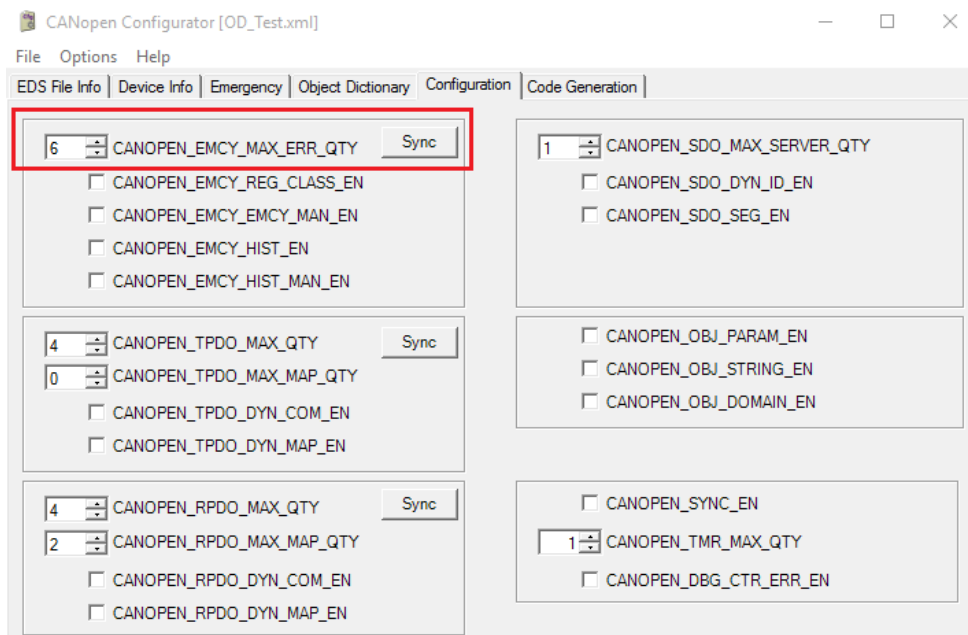 CANopen Configurator [OD_Test.xml]
File Options Help
EDS File Info Device Info Emergency Object Dictionary Configuration Code Generation
6 CANOPEN_EMCY_MAX_ERR_QTY Sync
CANOPEN_EMCY_REG_CLASS_EN
CANOPEN_EMCY_EMCY_MAN_EN
CANOPEN_EMCY_HIST_EN
CANOPEN_EMCY_HIST_MAN_EN
1 CANOPEN_SDO_MAX_SERVER_QTY
CANOPEN_SDO_DYN_ID_EN
CANOPEN_SDO_SEG_EN
4 CANOPEN_TPDO_MAX_QTY Sync
0 CANOPEN_TPDO_MAX_MAP_QTY
CANOPEN_TPDO_DYN_COM_EN
CANOPEN_TPDO_DYN_MAP_EN
CANOPEN_OBJ_PARAM_EN
CANOPEN_OBJ_STRING_EN
CANOPEN_OBJ_DOMAIN_EN
4 CANOPEN_RPDO_MAX_QTY Sync
2 CANOPEN_RPDO_MAX_MAP_QTY
CANOPEN_RPDO_DYN_COM_EN
CANOPEN_RPDO_DYN_MAP_EN
CANOPEN_SYNC_EN
1 CANOPEN_TMR_MAX_QTY
CANOPEN_DBG_CTR_ERR_EN